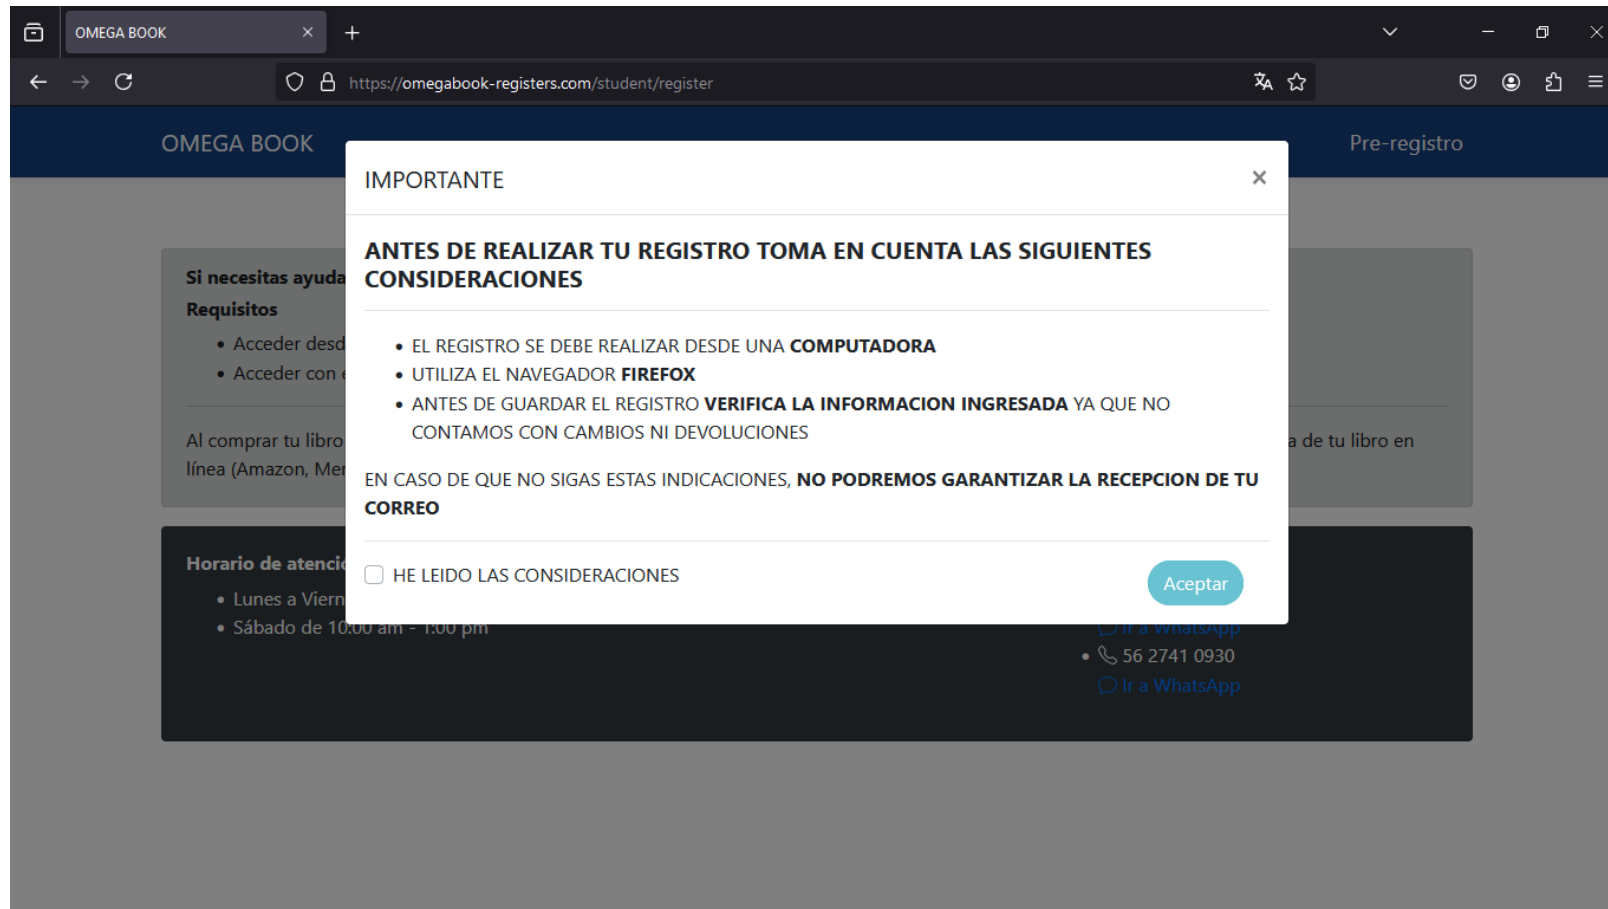 OMEGA BOOK
https://omegabook-registers.com/student/register
OMEGA BOOK
Pre-registro
IMPORTANTE
ANTES DE REALIZAR TU REGISTRO TOMA EN CUENTA LAS SIGUIENTES
CONSIDERACIONES
EL REGISTRO SE DEBE REALIZAR DESDE UNA COMPUTADORA
UTILIZA EL NAVEGADOR FIREFOX
ANTES DE GUARDAR EL REGISTRO VERIFICA LA INFORMACION INGRESADA YA QUE NO
CONTAMOS CON CAMBIOS NI DEVOLUCIONES
EN CASO DE QUE NO SIGAS ESTAS INDICACIONES, NO PODREMOS GARANTIZAR LA RECEPCION DE TU
CORREO
HE LEIDO LAS CONSIDERACIONES
Aceptar
Si necesitas ayuda
Requisitos
Acceder
Acceder con
Al comprar tu libro
de tu libro en
línea (Amazon,
Horario de
Lunes a
Sábado de 10:00 am - 1:00 pm
Ir a WhatsApp
56 2741 0930
Ir a WhatsApp